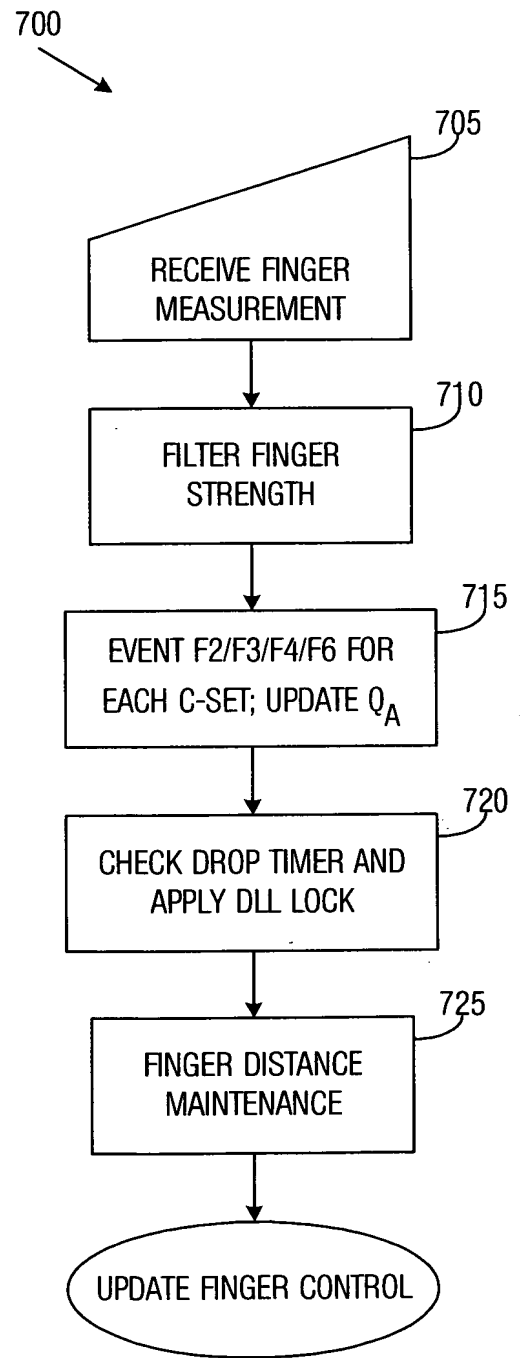 700
705
RECEIVE FINGER
MEASUREMENT
710
FILTER FINGER
STRENGTH
715
EVENT F2/F3/F4/F6 FOR
EACH C-SET; UPDATE QA
720
CHECK DROP TIMER AND
APPLY DLL LOCK
725
FINGER DISTANCE
MAINTENANCE
UPDATE FINGER CONTROL